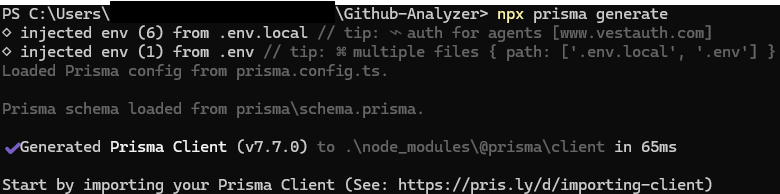 PS C:\Users\ \Github-Analyzer> npx prisma generate
◇ injected env (6) from .env.local // tip: ⌁ auth for agents [www.vestauth.com]
◇ injected env (1) from .env // tip: ⌘ multiple files { path: ['.env.local', '.env'] }
Loaded Prisma config from prisma.config.ts.
Prisma schema loaded from prisma\schema.prisma.
✔Generated Prisma Client (v7.7.0) to .\node_modules\@prisma\client in 65ms
Start by importing your Prisma Client (See: https://pris.ly/d/importing-client)